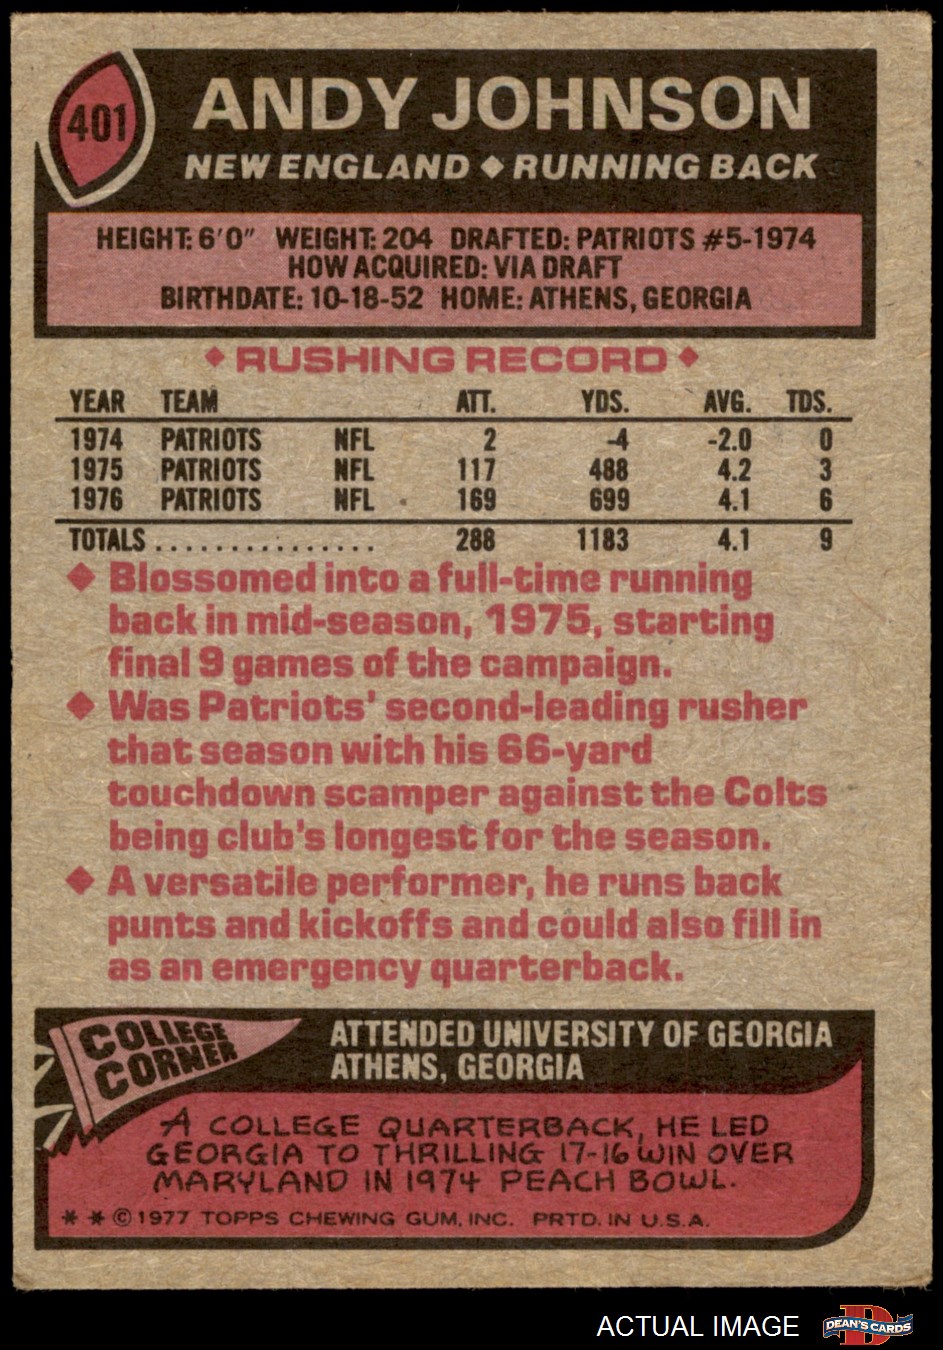 401
ANDY JOHNSON
NEW ENGLAND ◆ RUNNING BACK
HEIGHT: 6'0" WEIGHT: 204 DRAFTED: PATRIOTS #5-1974
HOW ACQUIRED: VIA DRAFT
BIRTHDATE: 10-18-52 HOME: ATHENS, GEORGIA
◆ RUSHING RECORD ◆
YEAR TEAM ATT. YDS. AVG. TDS.
1974 PATRIOTS NFL 2 -4 -2.0 0
1975 PATRIOTS NFL 117 488 4.2 3
1976 PATRIOTS NFL 169 699 4.1 6
TOTALS ............... 288 1183 4.1 9
◆ Blossomed into a full-time running
back in mid-season, 1975, starting
final 9 games of the campaign.
◆ Was Patriots' second-leading rusher
that season with his 66-yard
touchdown scamper against the Colts
being club's longest for the season.
◆ A versatile performer, he runs back
punts and kickoffs and could also fill in
as an emergency quarterback.
COLLEGE
CORNER
ATTENDED UNIVERSITY OF GEORGIA
ATHENS, GEORGIA
A COLLEGE QUARTERBACK, HE LED
GEORGIA TO THRILLING 17-16 WIN OVER
MARYLAND IN 1974 PEACH BOWL.
* * © 1977 TOPPS CHEWING GUM, INC. PRTD. IN U.S.A.
ACTUAL IMAGE
D
DEAN'S CARDS